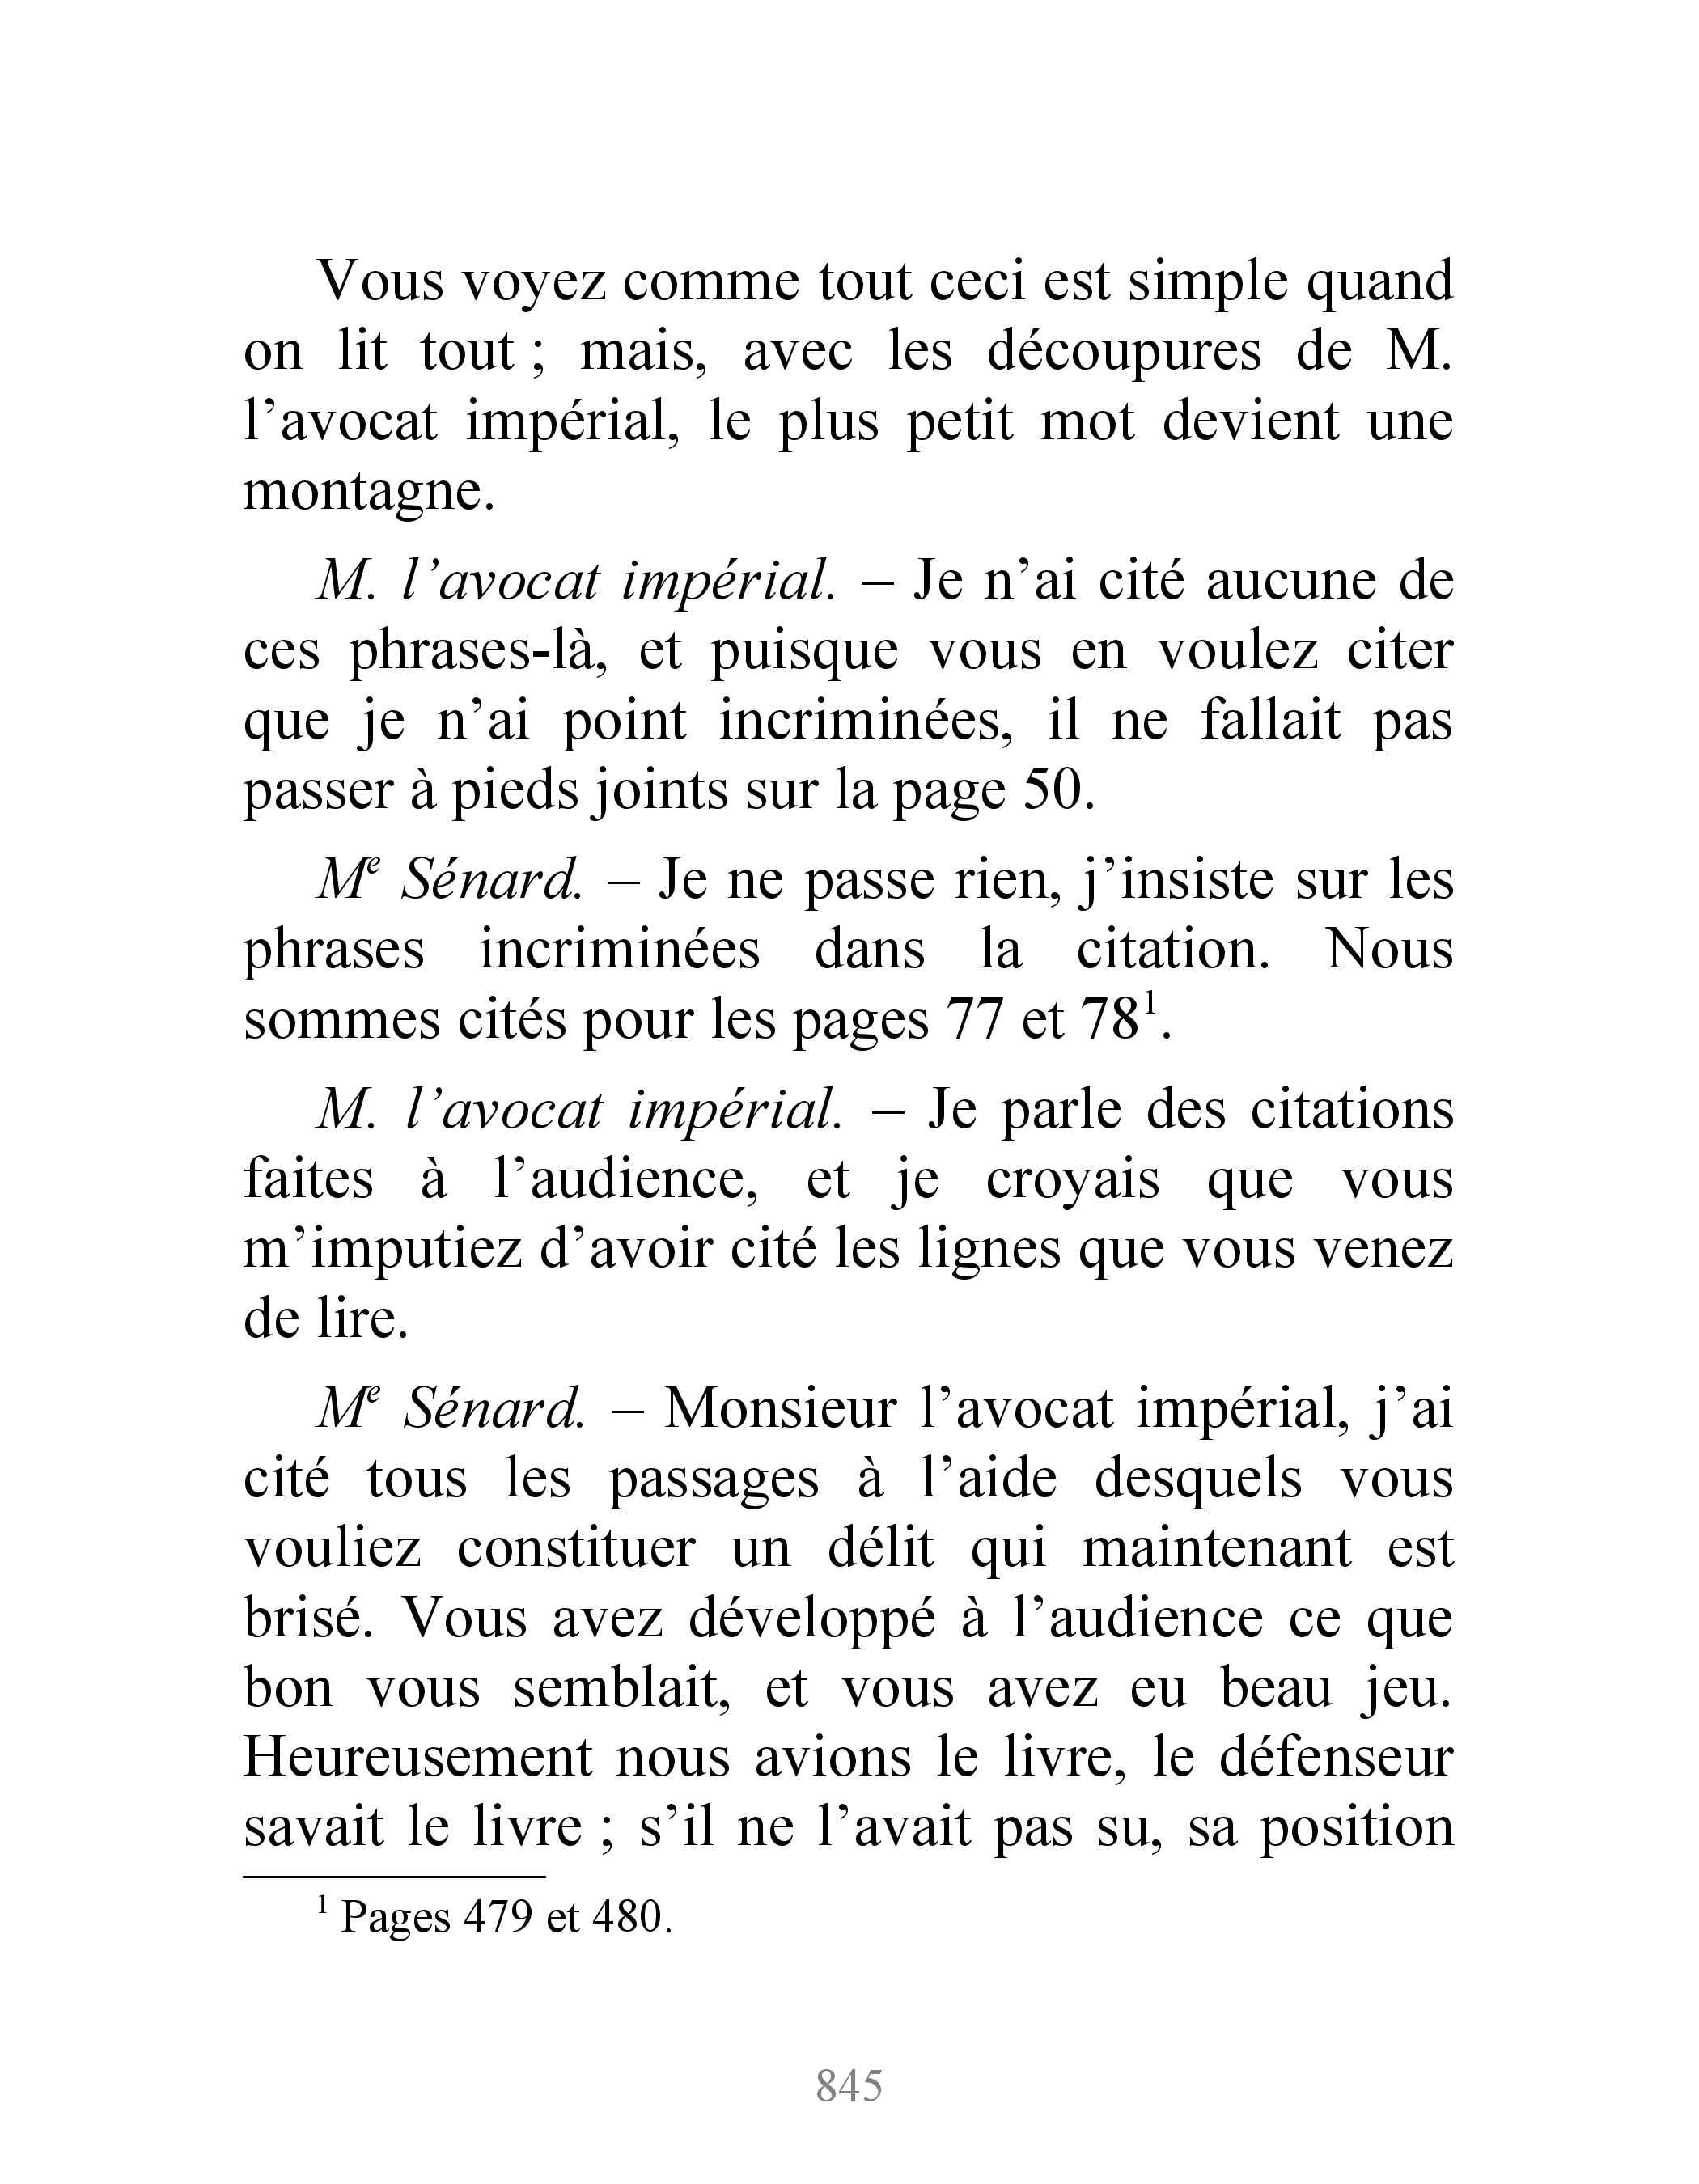 Vous voyez comme tout ceci est simple quand
on lit tout ; mais, avec les découpures de M.
l’avocat impérial, le plus petit mot devient une
montagne.
M. l’avocat impérial. – Je n’ai cité aucune de
ces phrases-là, et puisque vous en voulez citer
que je n’ai point incriminées, il ne fallait pas
passer à pieds joints sur la page 50.
Mᵉ Sénard. – Je ne passe rien, j’insiste sur les
phrases incriminées dans la citation. Nous
sommes cités pour les pages 77 et 78¹.
M. l’avocat impérial. – Je parle des citations
faites à l’audience, et je croyais que vous
m’imputiez d’avoir cité les lignes que vous venez
de lire.
Mᵉ Sénard. – Monsieur l’avocat impérial, j’ai
cité tous les passages à l’aide desquels vous
vouliez constituer un délit qui maintenant est
brisé. Vous avez développé à l’audience ce que
bon vous semblait, et vous avez eu beau jeu.
Heureusement nous avions le livre, le défenseur
savait le livre ; s’il ne l’avait pas su, sa position
¹ Pages 479 et 480.
845